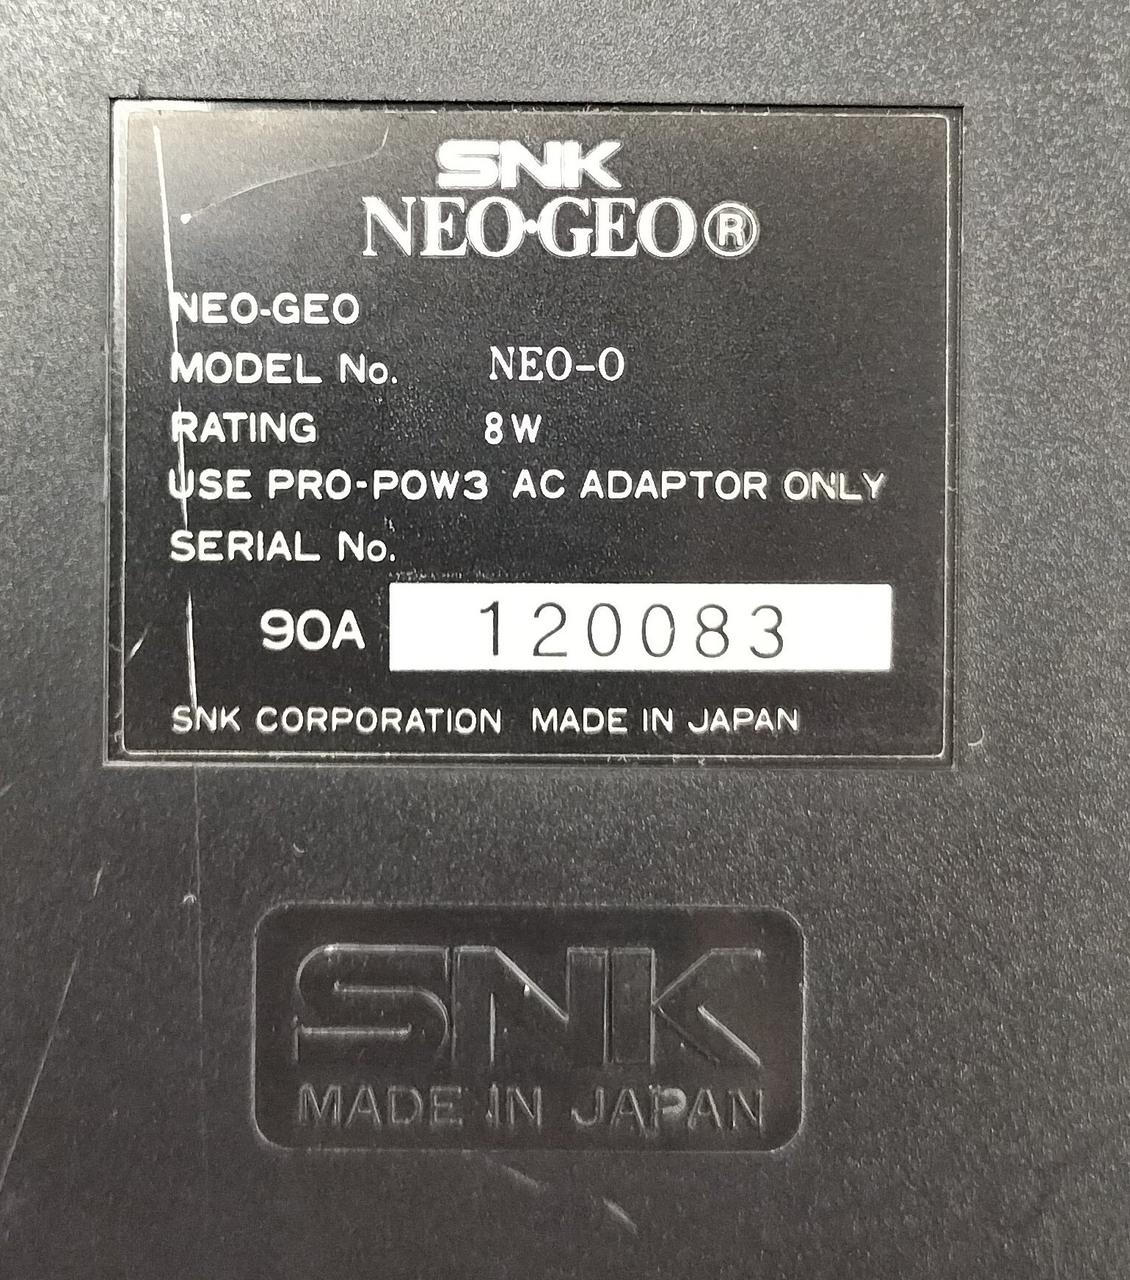 SNK
NEO·GEO®
NEO-GEO
MODEL No. NEO-O
RATING 8W
USE PRO-POW3 AC ADAPTOR ONLY
SERIAL No.
90A 120083
SNK CORPORATION MADE IN JAPAN
SNK
MADE IN JAPAN